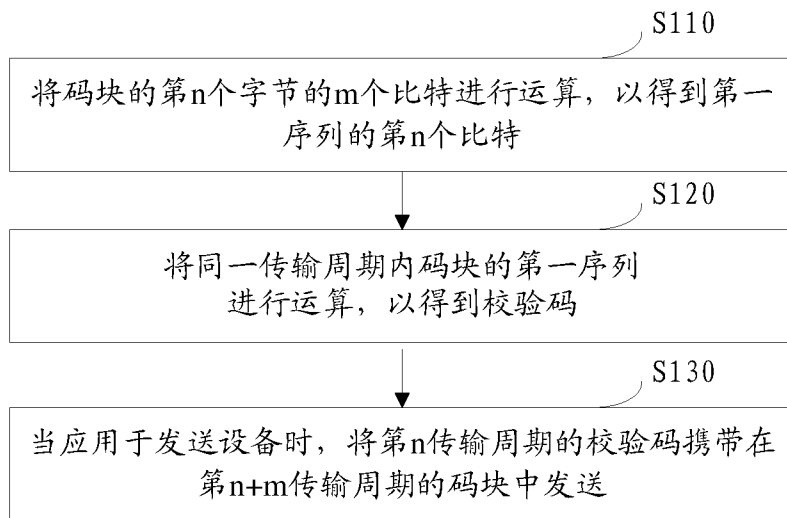 S110
将码块的第n个字节的m个比特进行运算，以得到第一
序列的第n个比特
S120
将同一传输周期内码块的第一序列
进行运算，以得到校验码
S130
当应用于发送设备时，将第n传输周期的校验码携带在
第n+m传输周期的码块中发送